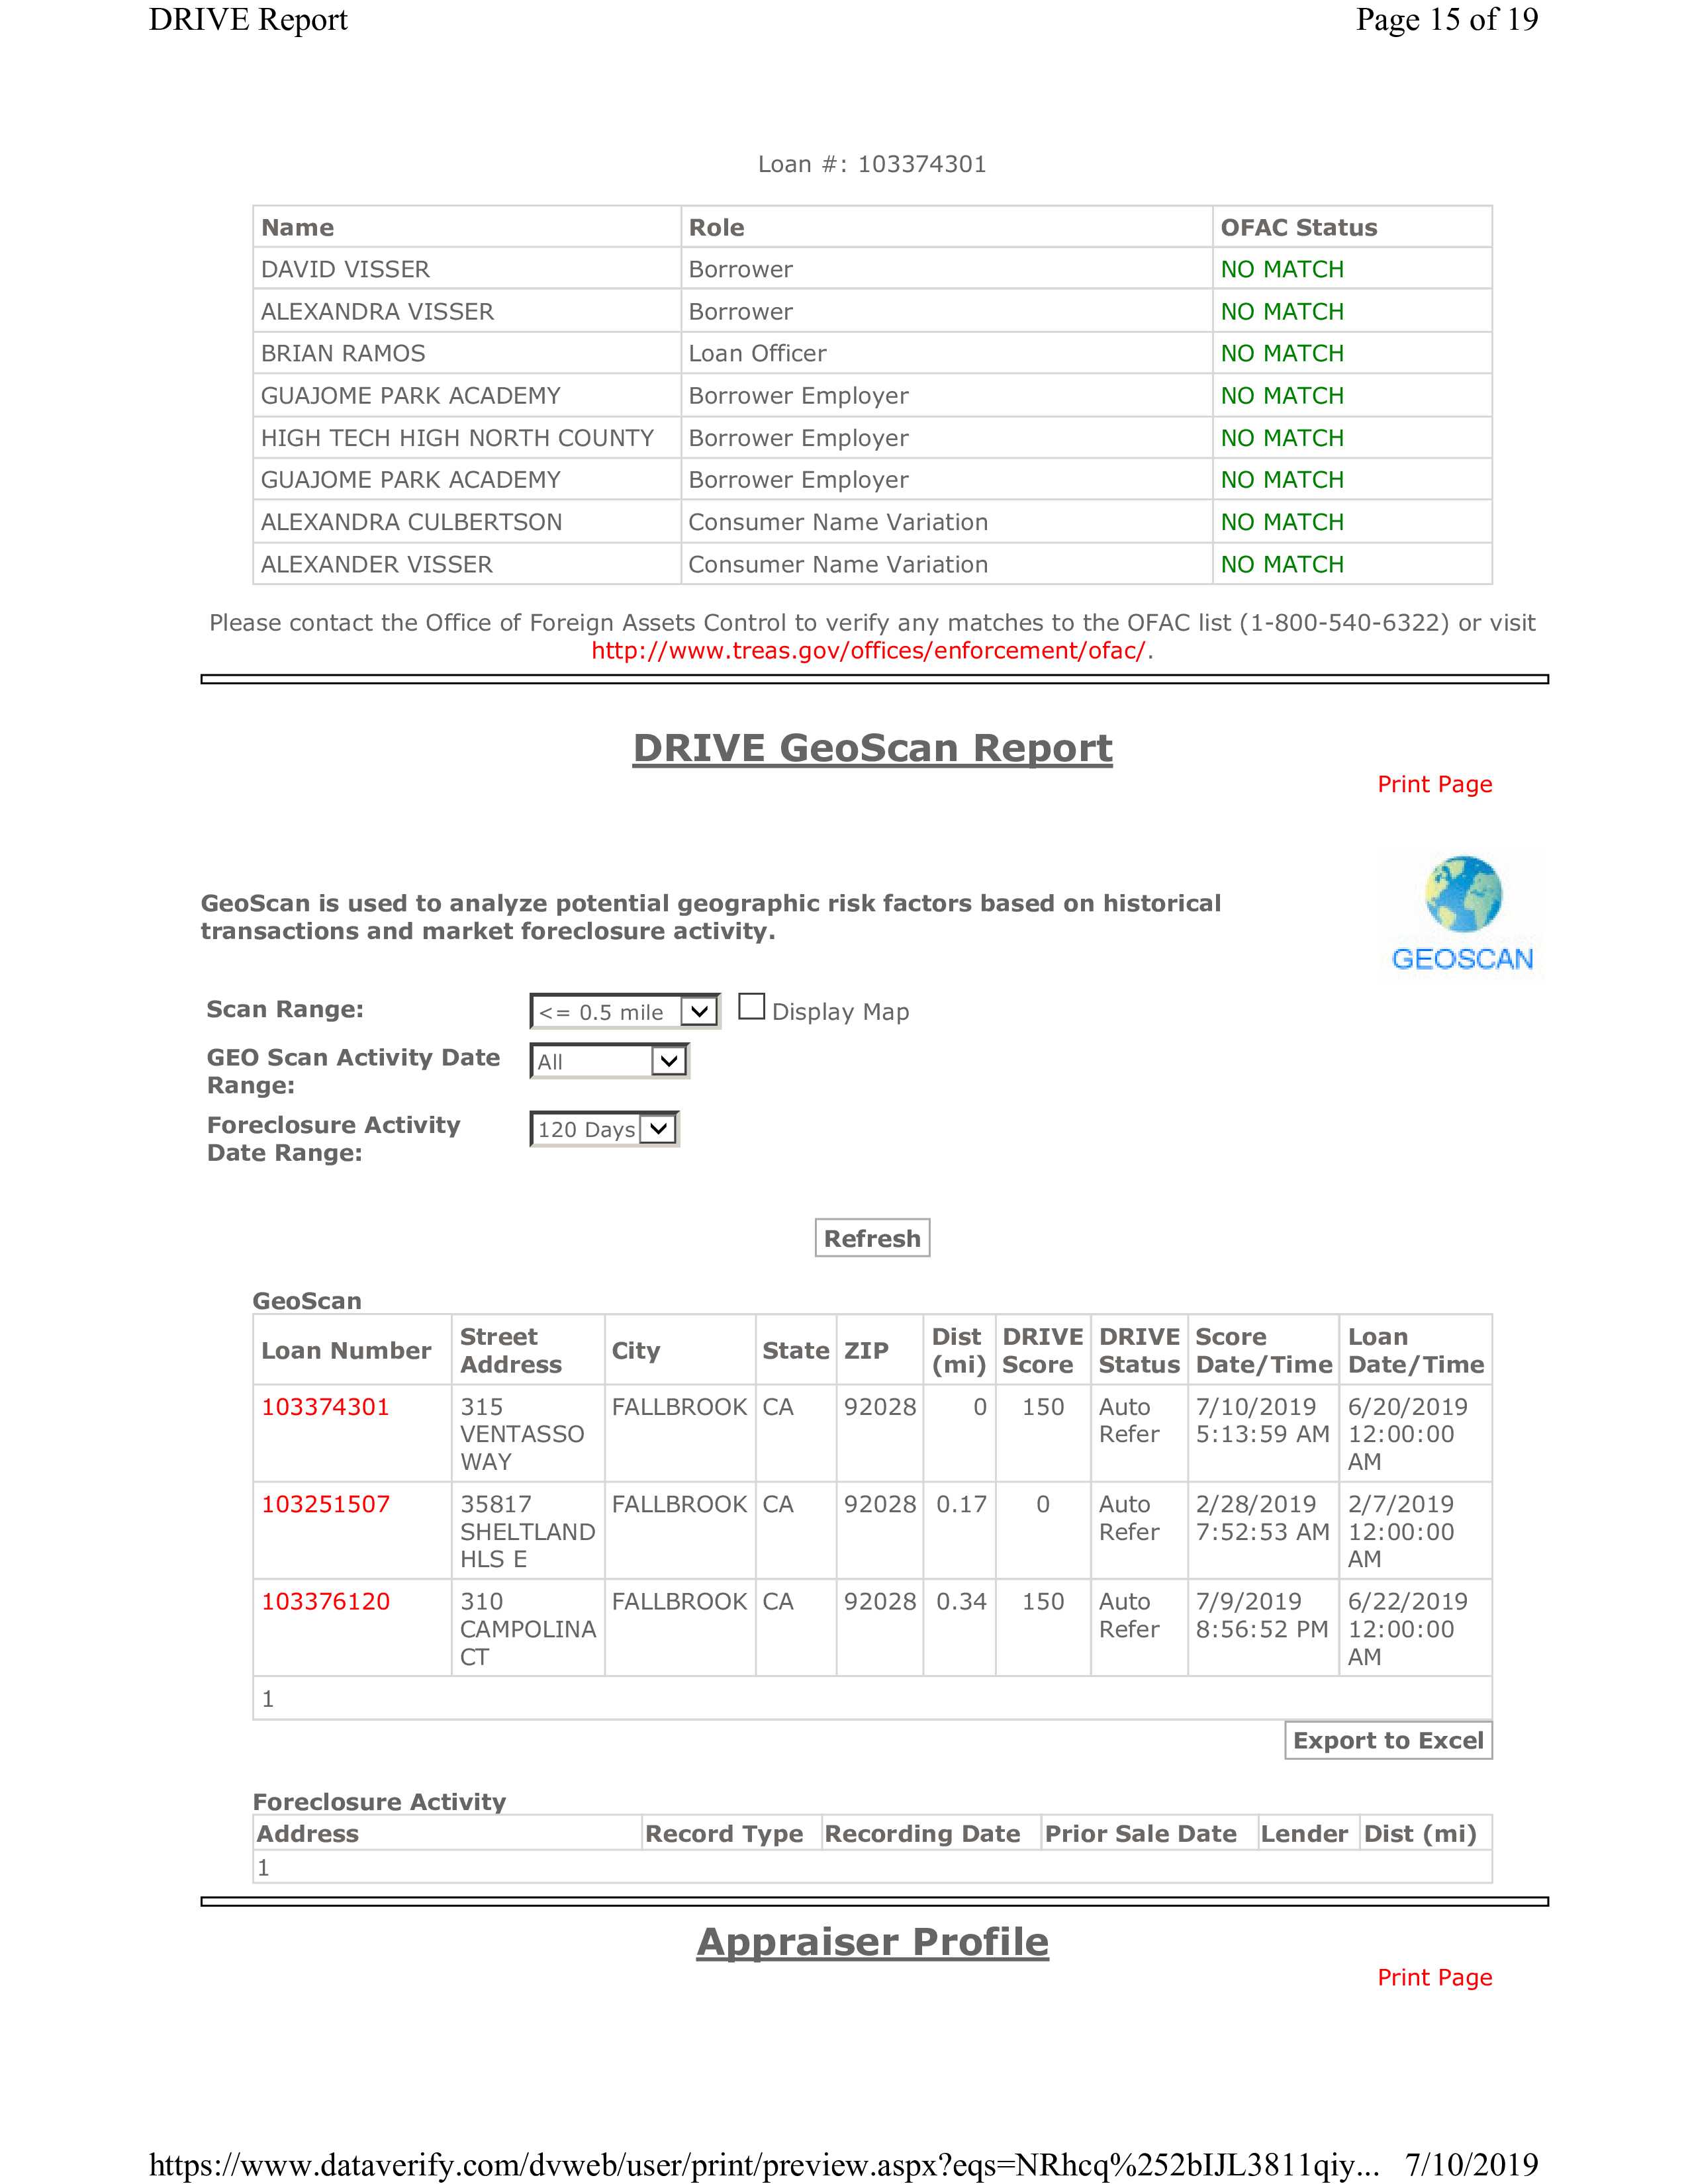 DRIVE Report Page 15 of 19
Loan #: 103374301
Name Role OFAC Status
DAVID VISSER Borrower NO MATCH
ALEXANDRA VISSER Borrower NO MATCH
BRIAN RAMOS Loan Officer NO MATCH
GUAJOME PARK ACADEMY Borrower Employer NO MATCH
HIGH TECH HIGH NORTH COUNTY Borrower Employer NO MATCH
GUAJOME PARK ACADEMY Borrower Employer NO MATCH
ALEXANDRA CULBERTSON Consumer Name Variation NO MATCH
ALEXANDER VISSER Consumer Name Variation NO MATCH
Please contact the Office of Foreign Assets Control to verify any matches to the OFAC list (1-800-540-6322) or visit
http://www.treas.gov/offices/enforcement/ofac/.
DRIVE GeoScan Report
Print Page
GeoScan is used to analyze potential geographic risk factors based on historical
transactions and market foreclosure activity.
GEOSCAN
Scan Range: <= 0.5 mile Display Map
GEO Scan Activity Date All
Range:
Foreclosure Activity 120 Days
Date Range:
Refresh
GeoScan
Loan Number Street City State ZIP Dist DRIVE DRIVE Score Loan
Address (mi) Score Status Date/Time Date/Time
103374301 315 FALLBROOK CA 92028 0 150 Auto 7/10/2019 6/20/2019
VENTASSO Refer 5:13:59 AM 12:00:00
WAY AM
103251507 35817 FALLBROOK CA 92028 0.17 0 Auto 2/28/2019 2/7/2019
SHELTLAND Refer 7:52:53 AM 12:00:00
HLS E AM
103376120 310 FALLBROOK CA 92028 0.34 150 Auto 7/9/2019 6/22/2019
CAMPOLINA Refer 8:56:52 PM 12:00:00
CT AM
1
Export to Excel
Foreclosure Activity
Address Record Type Recording Date Prior Sale Date Lender Dist (mi)
1
Appraiser Profile
Print Page
https://www.dataverify.com/dvweb/user/print/preview.aspx?eqs=NRhcq%252bIJL3811qiy... 7/10/2019